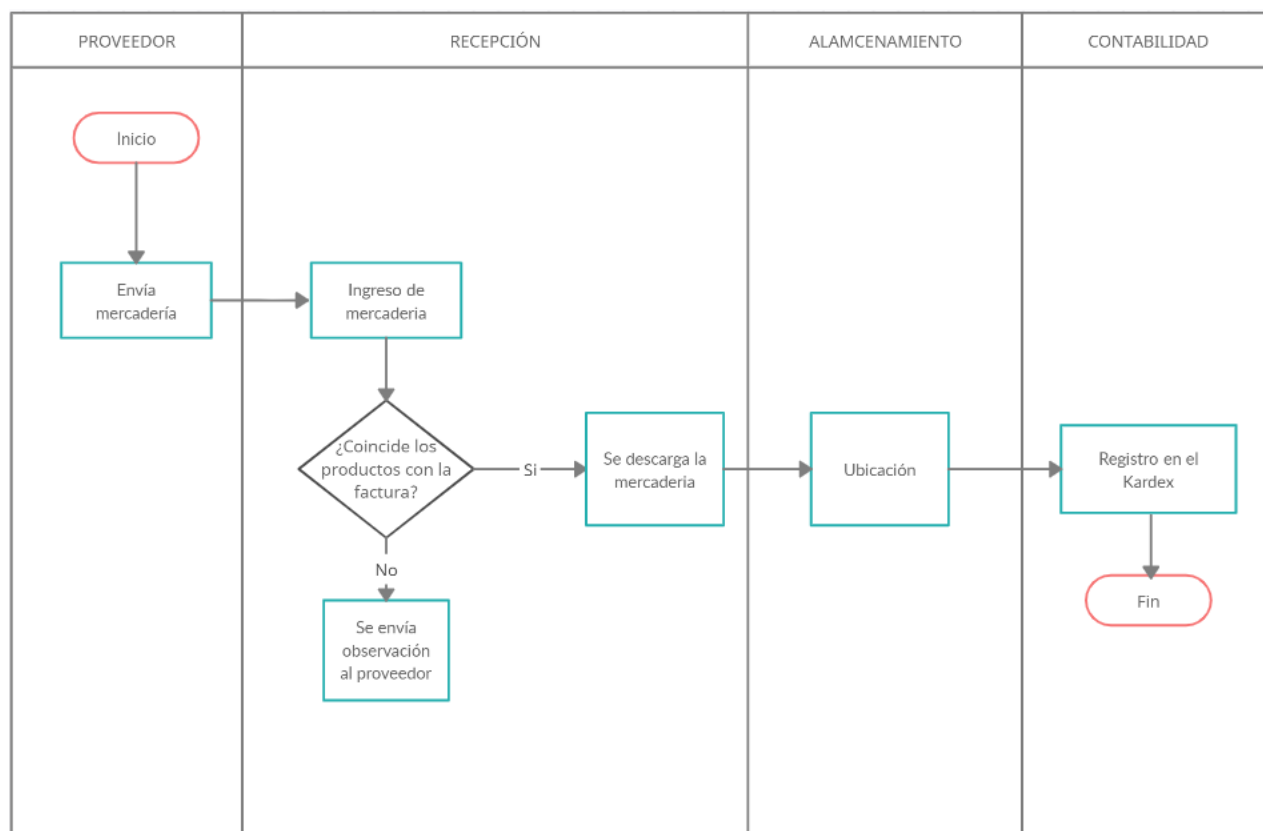 PROVEEDOR
RECEPCIÓN
ALAMCENAMIENTO
CONTABILIDAD
Inicio
Envía
mercadería
Ingreso de
mercaderia
¿Coincide los
productos con la
factura?
Si
Se descarga la
mercadería
Ubicación
Registro en el
Kardex
No
Se envía
observación
al proveedor
Fin